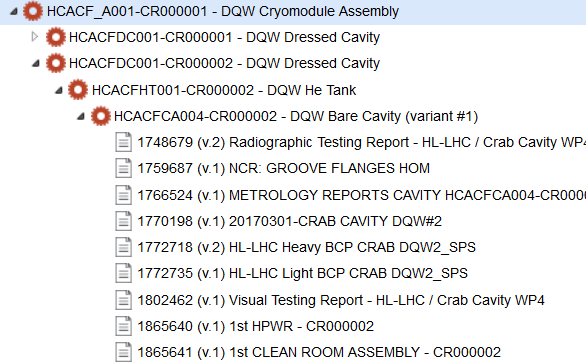 HCACF_A001-CR000001 - DQW Cryomodule Assembly
HCACFDC001-CR000001 - DQW Dressed Cavity
HCACFDC001-CR000002 - DQW Dressed Cavity
HCACFHT001-CR000002 - DQW He Tank
HCACFCA004-CR000002 - DQW Bare Cavity (variant #1)
1748679 (v.2) Radiographic Testing Report - HL-LHC / Crab Cavity WP4
1759687 (v.1) NCR: GROOVE FLANGES HOM
1766524 (v.1) METROLOGY REPORTS CAVITY HCACFCA004-CR000
1770198 (v.1) 20170301-CRAB CAVITY DQW#2
1772718 (v.2) HL-LHC Heavy BCP CRAB DQW2_SPS
1772735 (v.1) HL-LHC Light BCP CRAB DQW2_SPS
1802462 (v.1) Visual Testing Report - HL-LHC / Crab Cavity WP4
1865640 (v.1) 1st HPWR - CR000002
1865641 (v.1) 1st CLEAN ROOM ASSEMBLY - CR000002